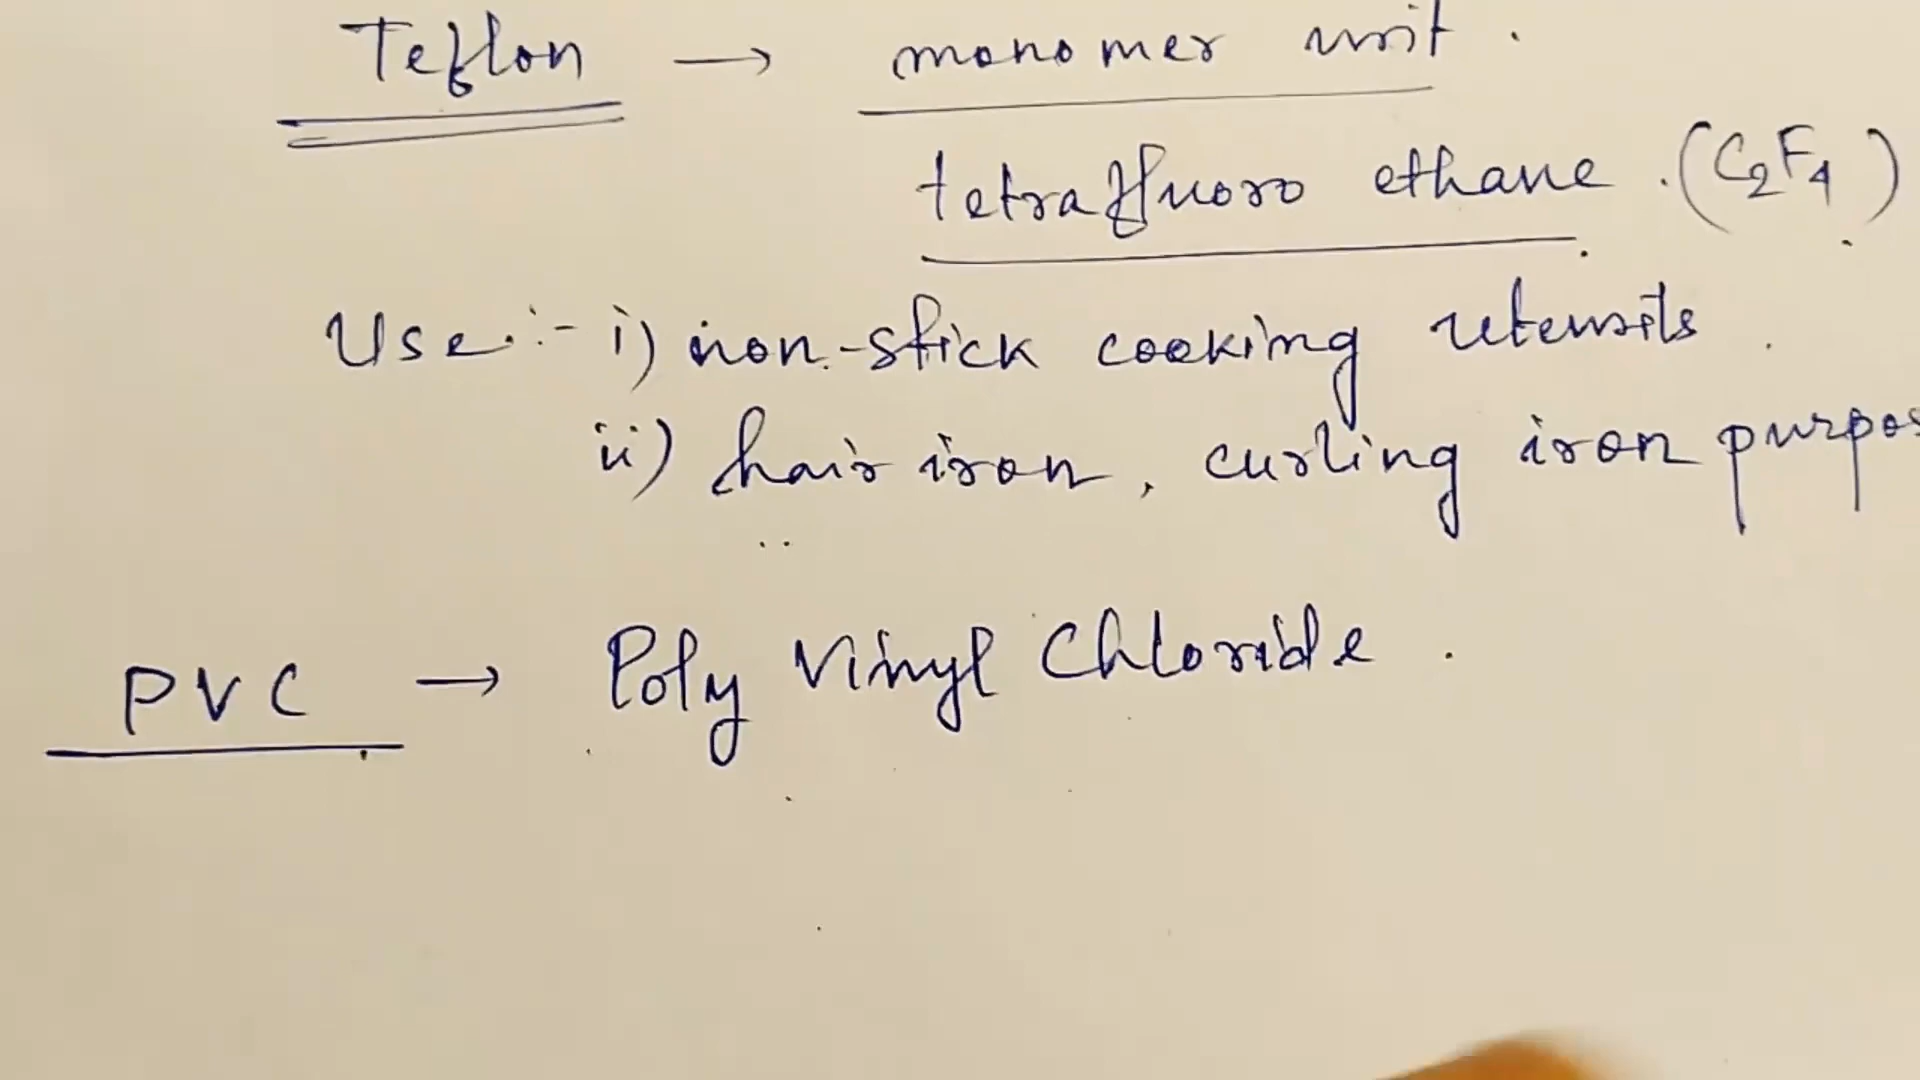 Teflon → monomer unit.
tetrafluoro ethane. (C₂F₄)
Use :- i) non-stick cooking utensils.
ii) hair iron, curling iron purpos
PVC → Poly Vinyl Chloride.